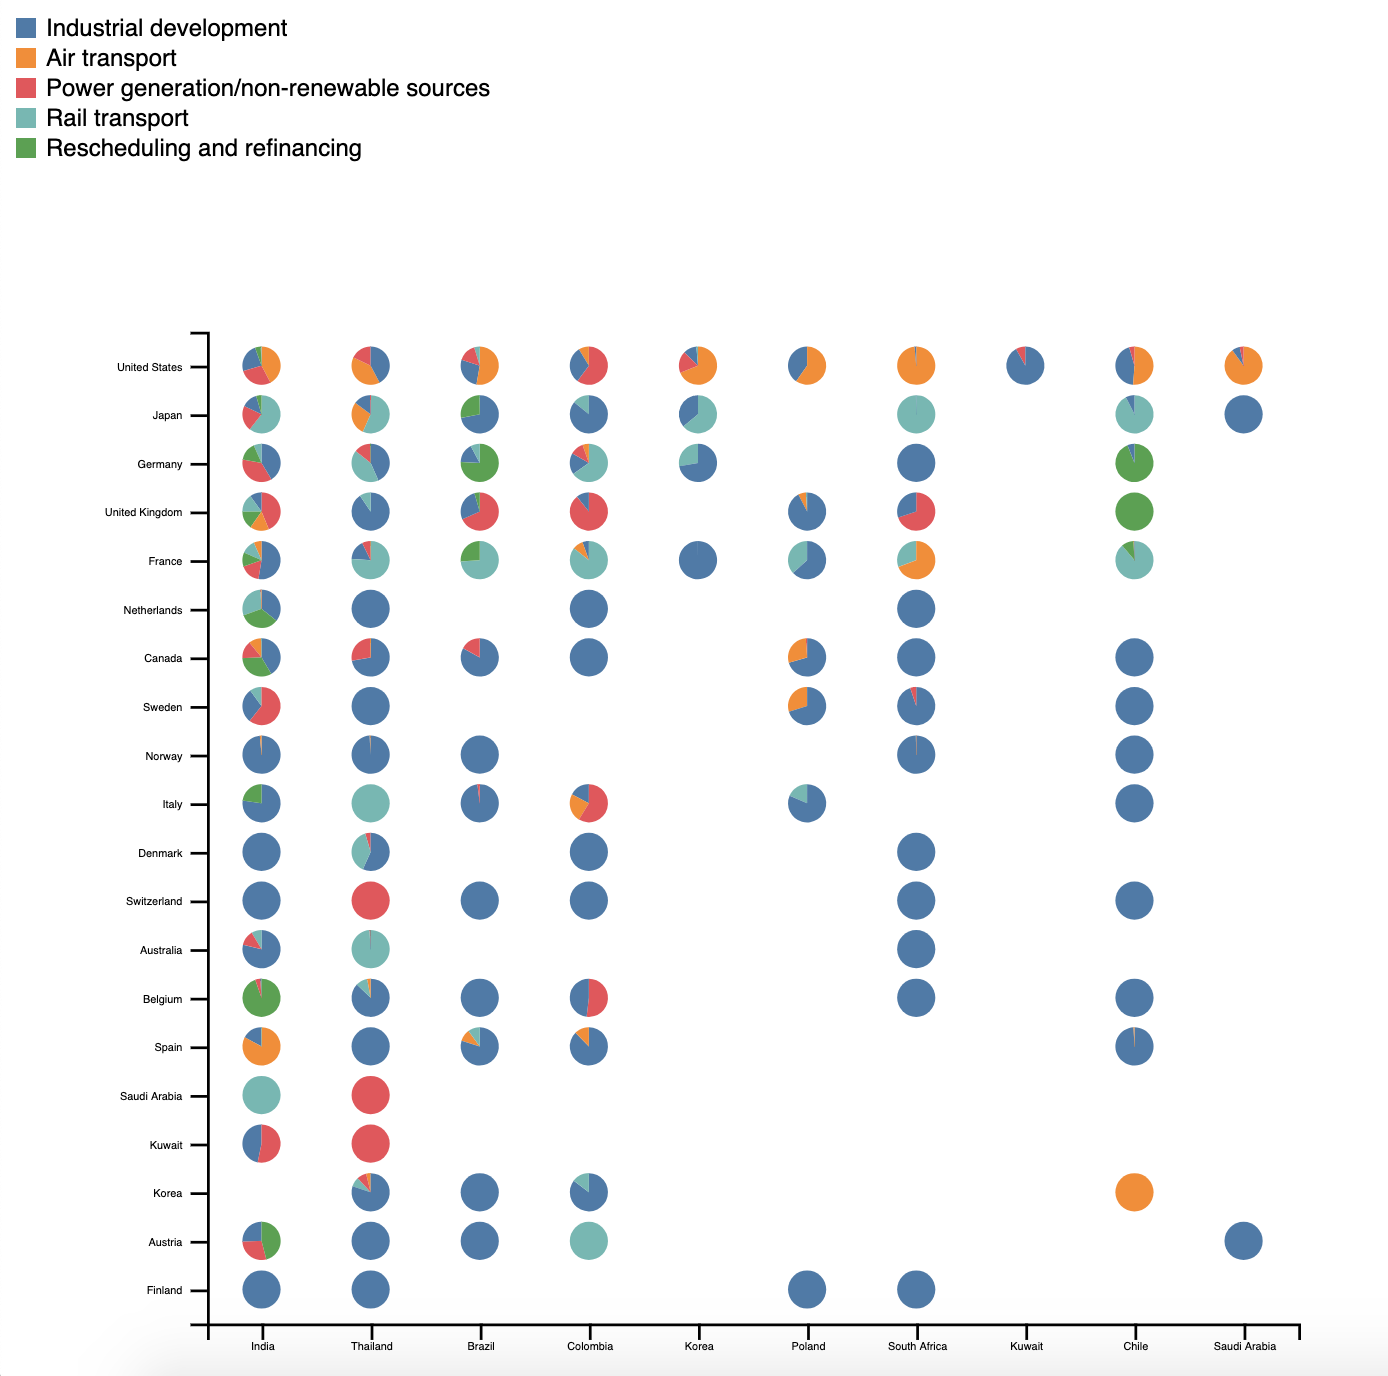 Industrial development
Air transport
Power generation/non-renewable sources
Rail transport
Rescheduling and refinancing
United States
Japan
Germany
United Kingdom
France
Netherlands
Canada
Sweden
Norway
Italy
Denmark
Switzerland
Australia
Belgium
Spain
Saudi Arabia
Kuwait
Korea
Austria
Finland
India Thailand Brazil Colombia Korea Poland South Africa Kuwait Chile Saudi Arabia